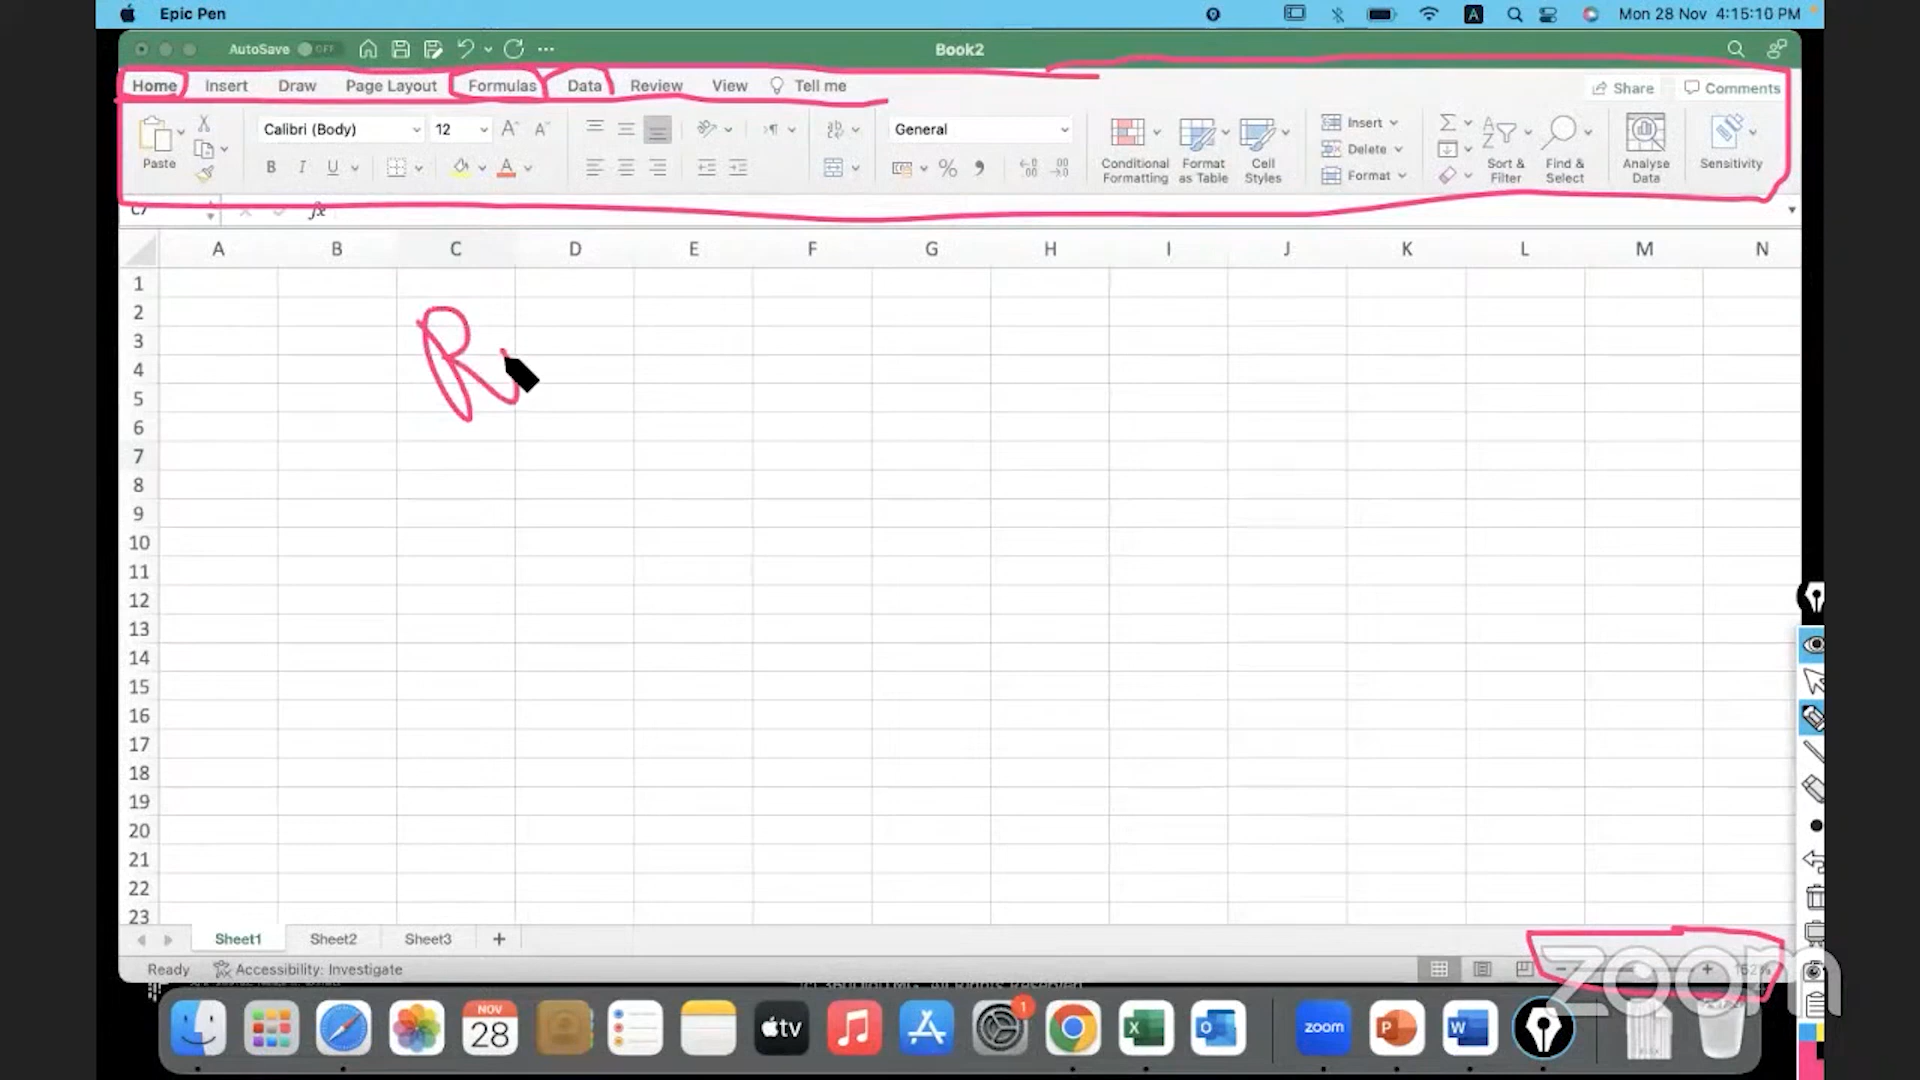 Epic Pen Mon 28 Nov 4:15:10 PM
AutoSave OFF Book2
Home Insert Draw Page Layout Formulas Data Review View Tell me Share Comments
Paste Calibri (Body) 12 General Conditional Formatting Format as Table Cell Styles Insert Delete Format Sort & Filter Find & Select Analyse Data Sensitivity
B I U
C7 fx
A B C D E F G H I J K L M N
1
2
3
4
5
6
7
8
9
10
11
12
13
14
15
16
17
18
19
20
21
22
23
Sheet1 Sheet2 Sheet3
Ready Accessibility: Investigate
zoom
NOV
28
tv
zoom